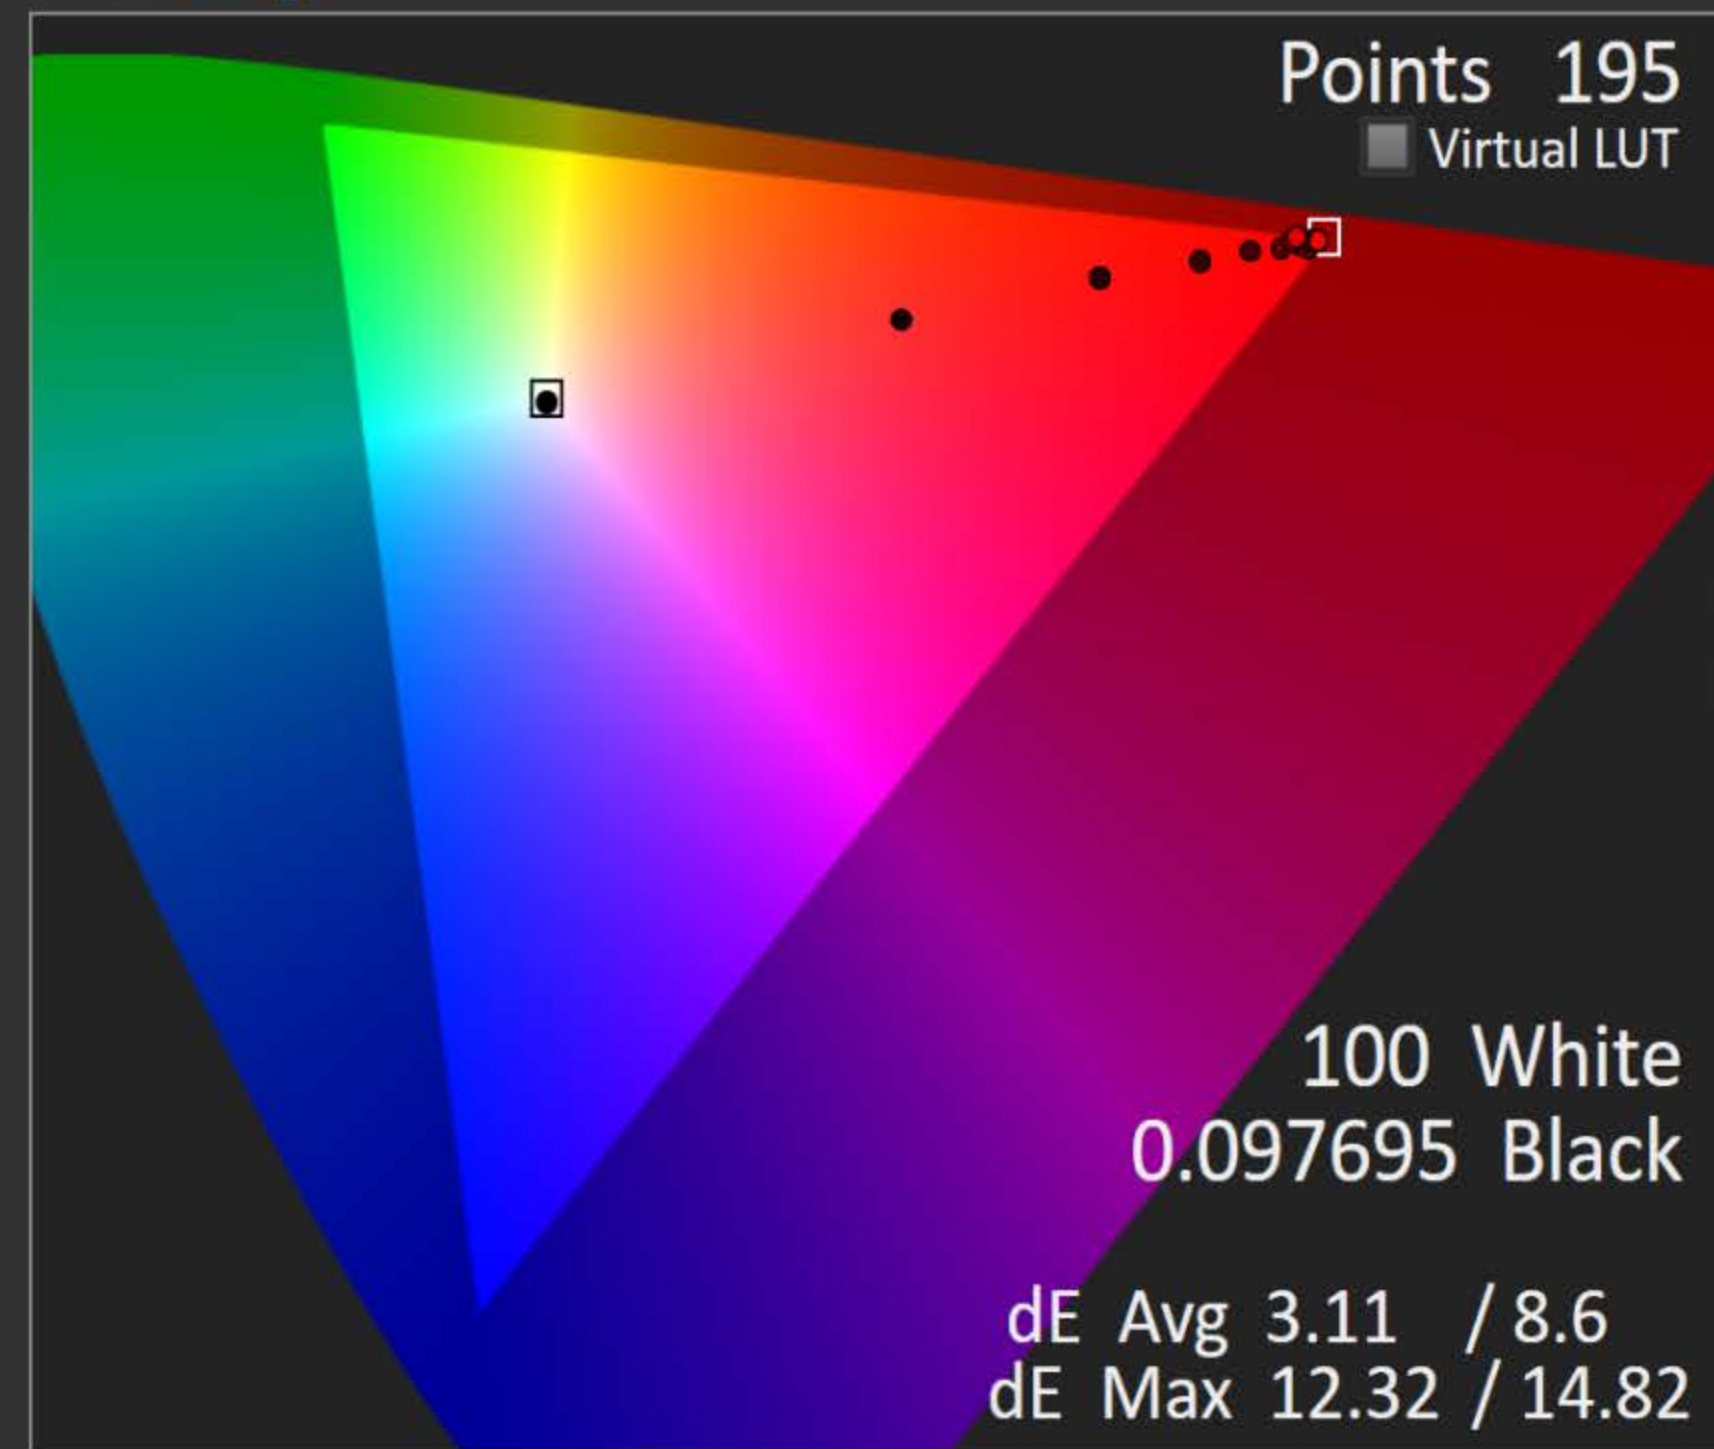 Points 195
Virtual LUT
100 White
0.097695 Black
dE Avg 3.11 / 8.6
dE Max 12.32 / 14.82